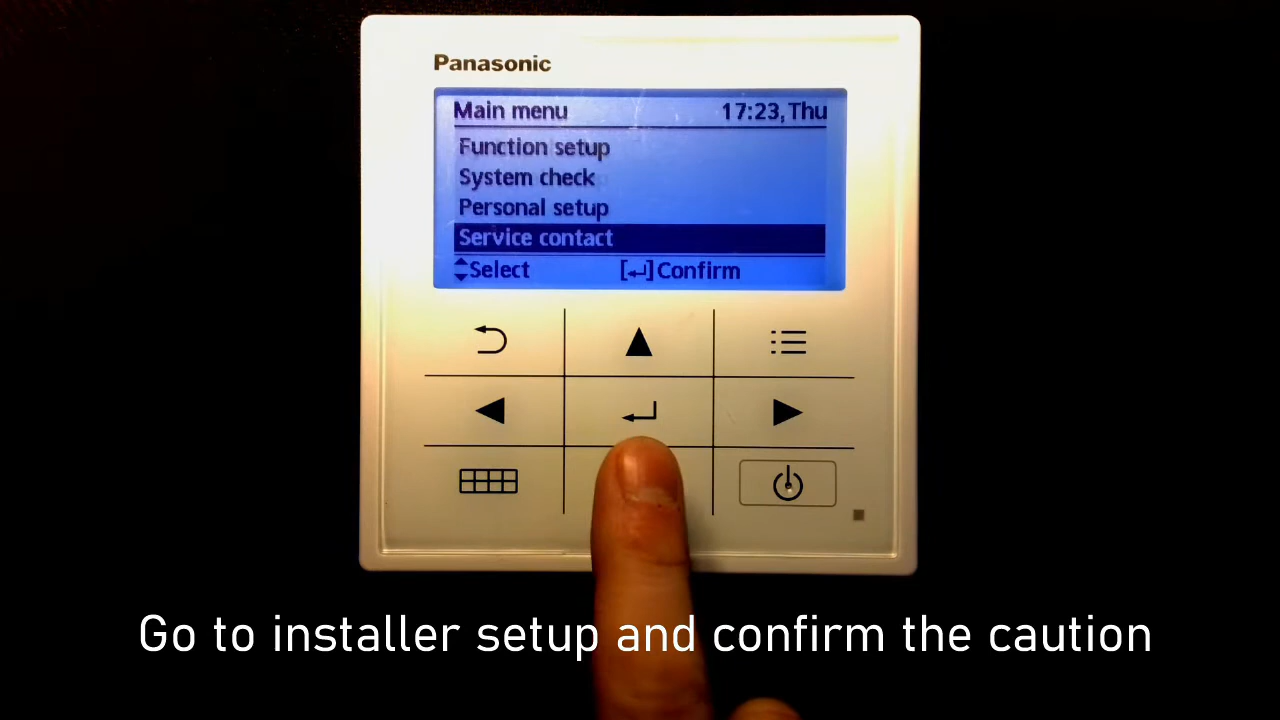 Panasonic
Main menu 17:23,Thu
Function setup
System check
Personal setup
Service contact
Select [↵]Confirm
Go to installer setup and confirm the caution